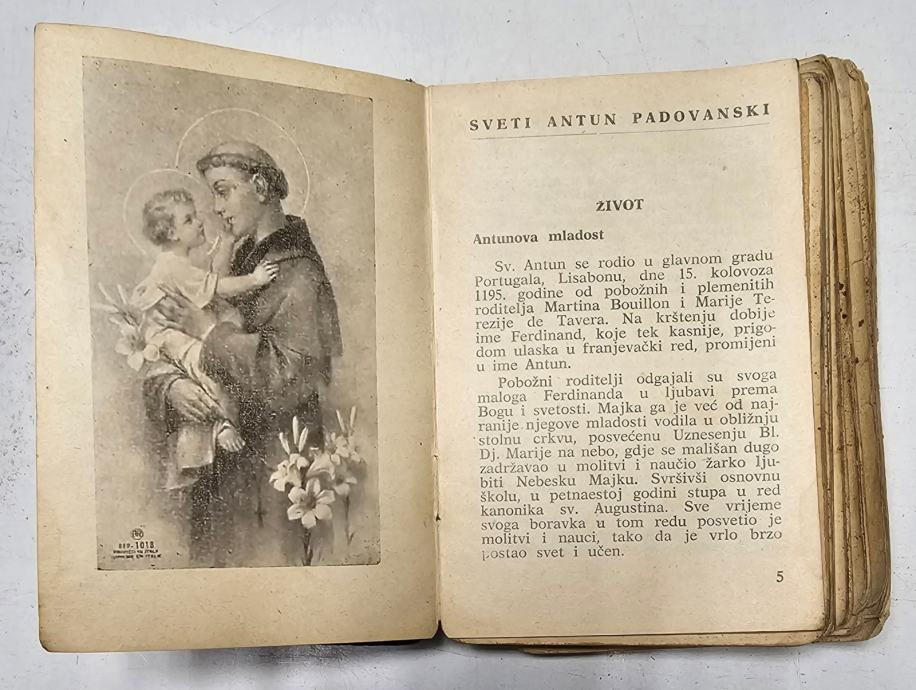 SVETI ANTUN PADOVANSKI
ŽIVOT
Antunova mladost
Sv. Antun se rodio u glavnom gradu
Portugala, Lisabonu, dne 15. kolovoza
1195. godine od pobožnih i plemenitih
roditelja Martina Bouillon i Marije Te-
rezije de Tavera. Na krštenju dobije
ime Ferdinand, koje tek kasnije, prigo-
dom ulaska u franjevački red, promijeni
u ime Antun.
Pobožni roditelji odgajali su svoga
maloga Ferdinanda u ljubavi prema
Bogu i svetosti. Majka ga je već od naj-
ranije njegove mladosti vodila u obližnju
stolnu crkvu, posvećenu Uznesenju Bl.
Dj. Marije na nebo, gdje se mališan dugo
zadržavao u molitvi i naučio žarko lju-
biti Nebesku Majku. Svršivši osnovnu
školu, u petnaestoj godini stupa u red
kanonika sv. Augustina. Sve vrijeme
svoga boravka u tom redu posvetio je
molitvi i nauci, tako da je vrlo brzo
postao svet i učen.
5
1018